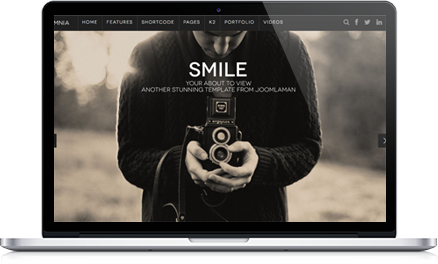 MNIA HOME FEATURES SHORTCODE PAGES K2 PORTFOLIO VIDEOS
SMILE
YOUR ABOUT TO VIEW
ANOTHER STUNNING TEMPLATE FROM JOOMLAMAN